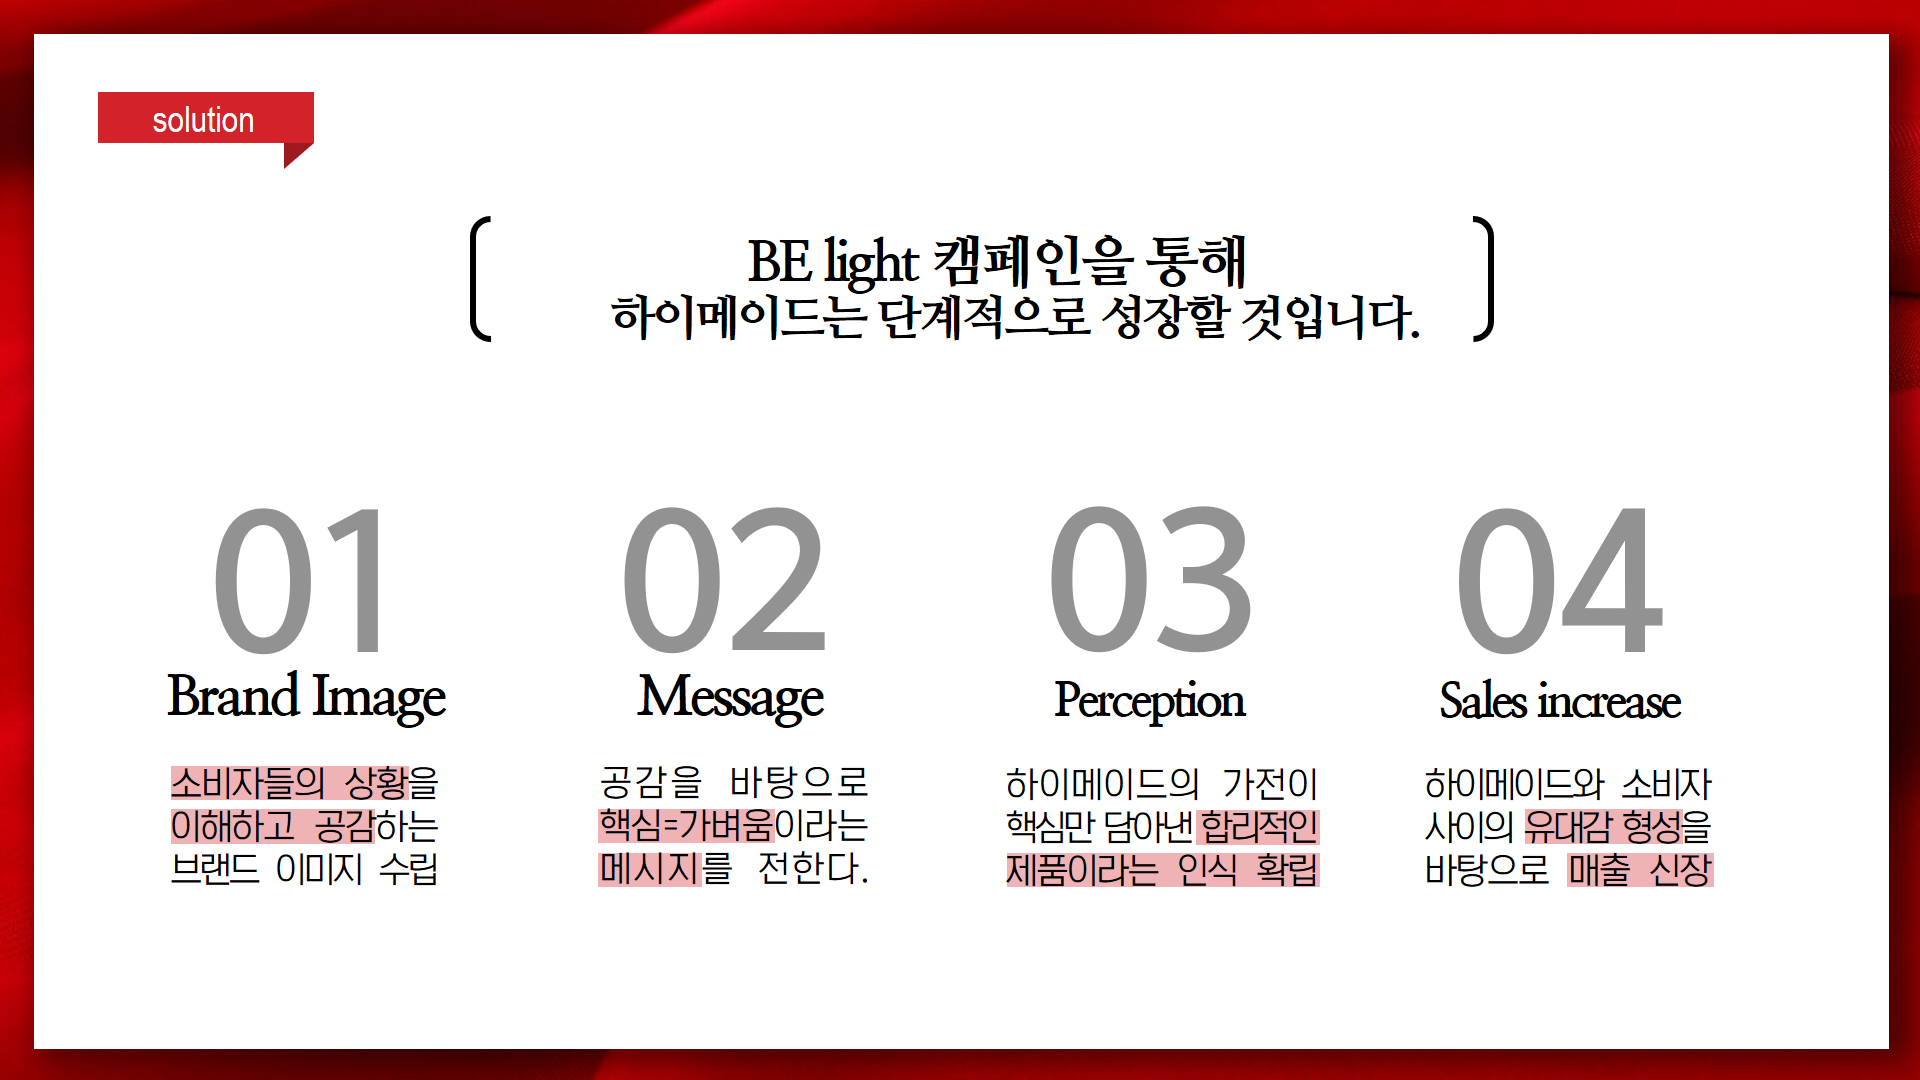 solution
BE light 캠페인을 통해
하이메이드는 단계적으로 성장할 것입니다.
01
Brand Image
소비자들의 상황을
이해하고 공감하는
브랜드 이미지 수립
02
Message
공감을 바탕으로
핵심=가벼움이라는
메시지를 전한다.
03
Perception
하이메이드의 가전이
핵심만 담아낸 합리적인
제품이라는 인식 확립
04
Sales increase
하이메이드와 소비자
사이의 유대감 형성을
바탕으로 매출 신장